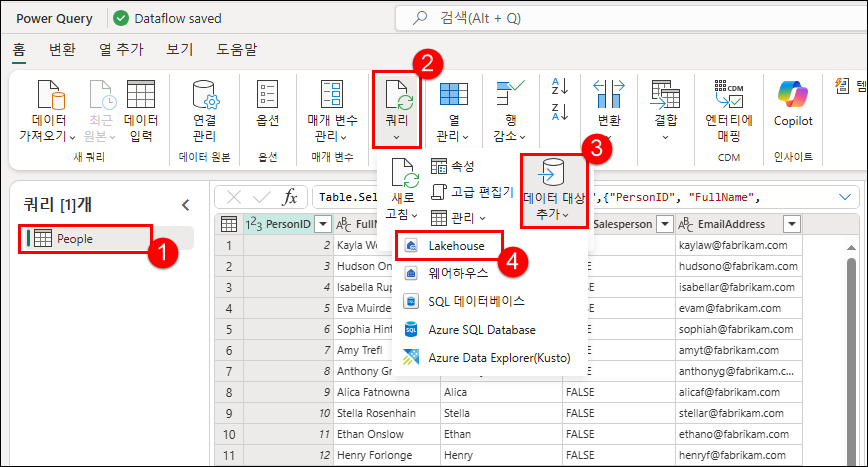 Power Query
Dataflow saved
검색(Alt + Q)
홈 변환 열 추가 보기 도움말
2
데이터
가져오기
최근
원본
데이터
입력
새 쿼리
연결
관리
데이터 원본
옵션
옵션
매개 변수
관리
매개 변수
쿼리
열
관리
행
감소
변환
결합
CDM
엔터티에
매핑
CDM
Copilot
인사이트
템
3
새로
고침
속성
고급 편집기
관리
데이터 대상
추가
쿼리 [1]개
People
1
Table.Sel
,{"PersonID", "FullName",
Lakehouse
4
웨어하우스
SQL 데이터베이스
Azure SQL Database
Azure Data Explorer(Kusto)
PersonID Salesperson EmailAddress
1 2 kaylaw@fabrikam.com
2 3 Hudson On hudsono@fabrikam.com
3 4 Isabella Rup isabellar@fabrikam.com
4 5 Eva Muirde evam@fabrikam.com
5 6 Sophia Hint sophiah@fabrikam.com
6 7 Amy Trefl amyt@fabrikam.com
7 8 Anthony Gr anthonyg@fabrikam.c...
8 9 Alica Fatnowna Alica FALSE alicaf@fabrikam.com
9 10 Stella Rosenhain Stella FALSE stellar@fabrikam.com
10 11 Ethan Onslow Ethan FALSE ethano@fabrikam.com
11 12 Henry Forlonge Henry FALSE henryf@fabrikam.com